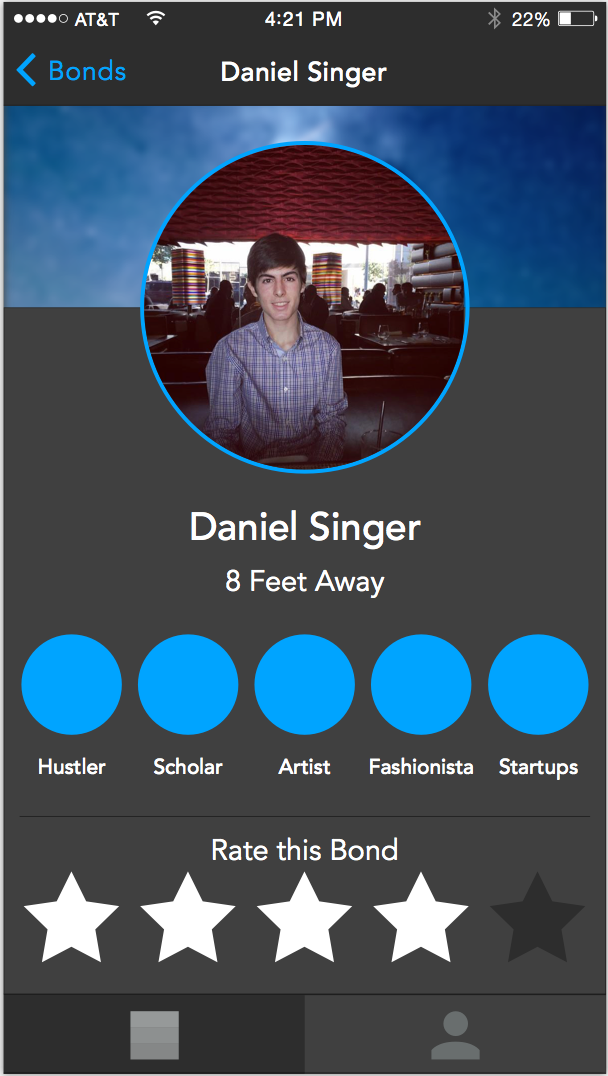 AT&T 4:21 PM 22%
Bonds Daniel Singer
Daniel Singer
8 Feet Away
Hustler Scholar Artist Fashionista Startups
Rate this Bond